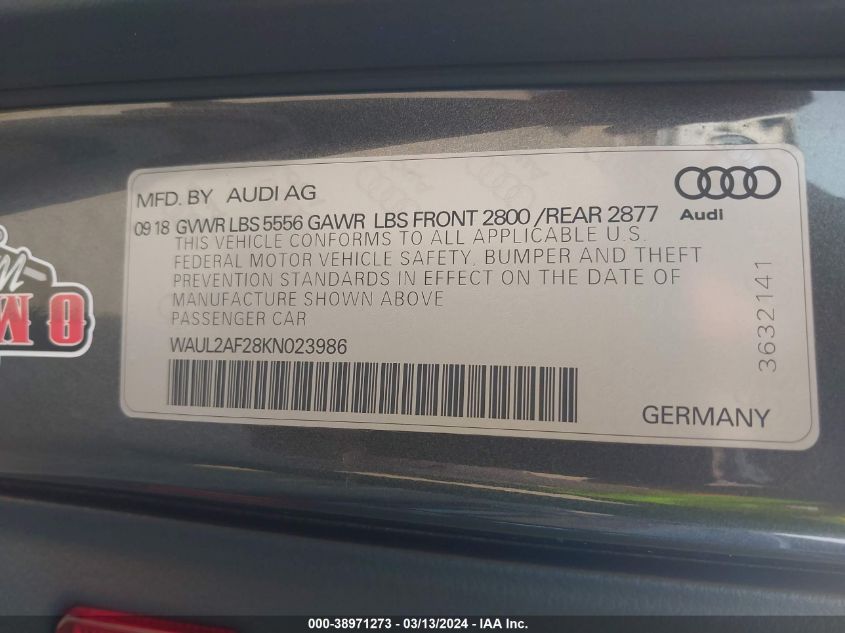 MFD. BY AUDI AG
09 18 GVWR LBS 5556 GAWR LBS FRONT 2800 /REAR 2877
THIS VEHICLE CONFORMS TO ALL APPLICABLE U.S.
FEDERAL MOTOR VEHICLE SAFETY, BUMPER AND THEFT
PREVENTION STANDARDS IN EFFECT ON THE DATE OF
MANUFACTURE SHOWN ABOVE
PASSENGER CAR
WAUL2AF28KN023986
Audi
3632141
GERMANY
000-38971273 - 03/13/2024 - IAA Inc.